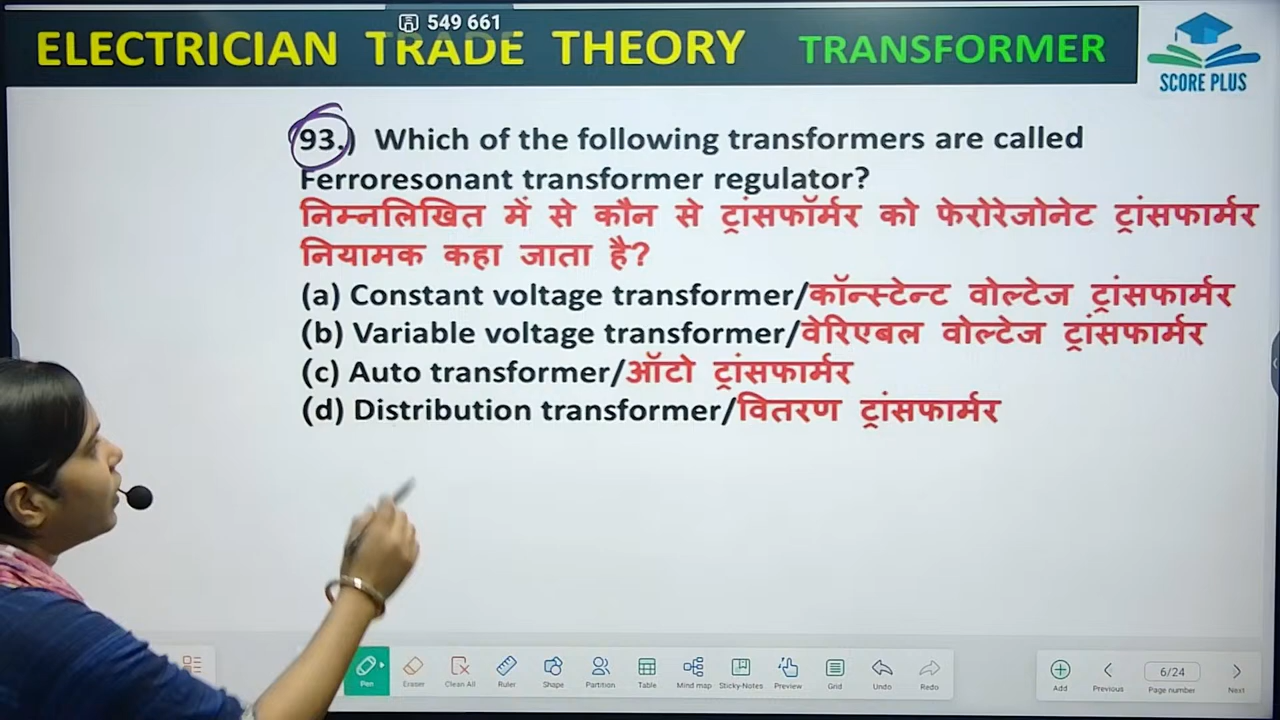 549 661
ELECTRICIAN TRADE THEORY TRANSFORMER
SCORE PLUS
93.) Which of the following transformers are called
Ferroresonant transformer regulator?
निम्नलिखित में से कौन से ट्रांसफॉर्मर को फेरोरेजोनेट ट्रांसफार्मर
नियामक कहा जाता है?
(a) Constant voltage transformer/कॉन्स्टेन्ट वोल्टेज ट्रांसफार्मर
(b) Variable voltage transformer/वेरिएबल वोल्टेज ट्रांसफार्मर
(c) Auto transformer/ऑटो ट्रांसफार्मर
(d) Distribution transformer/वितरण ट्रांसफार्मर
Pen Eraser Clean All Ruler Shape Partition Table Mind map Sticky-Notes Preview Grid Undo Redo
Add Previous 6/24 Page number Next